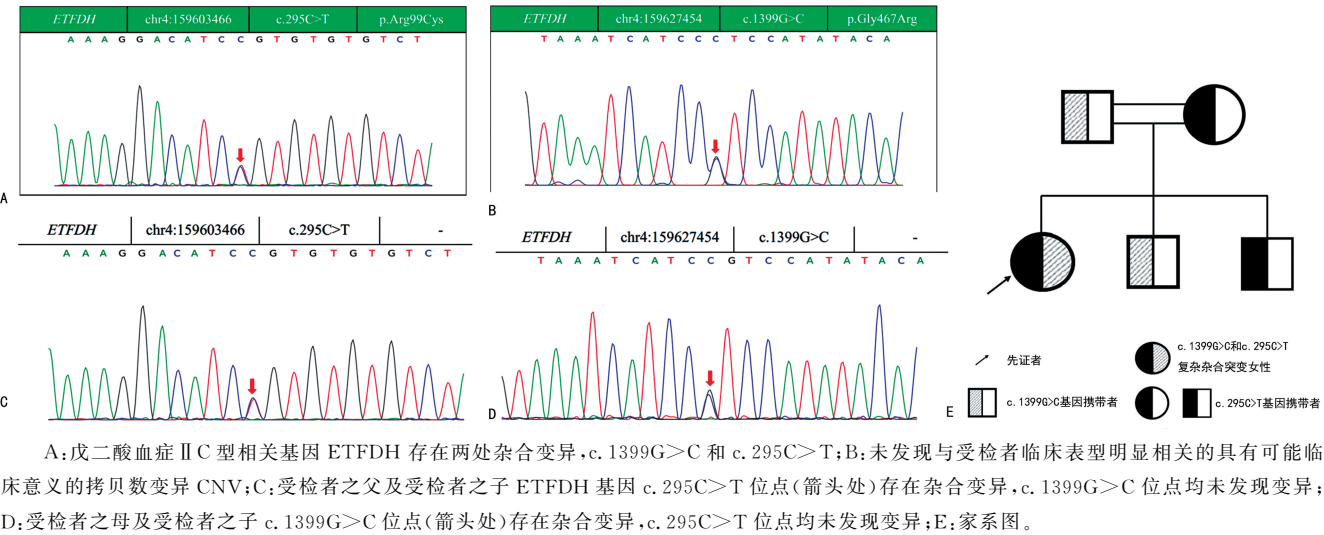 ETFDH chr4:159603466 c.295C>T p.Arg99Cys
A A A G G A C A T C C G T G T G T G T C T
A
ETFDH chr4:159627454 c.1399G>C p.Gly467Arg
T A A A T C A T C C C T C C A T A T A C A
B
ETFDH chr4:159603466 c.295C>T -
A A A G G A C A T C C G T G T G T G T C T
C
ETFDH chr4:159627454 c.1399G>C -
T A A A T C A T C C G T C C A T A T A C A
D
先证者
c.1399G>C和c.295C>T
复杂杂合突变女性
E
c.1399G>C基因携带者
c.295C>T基因携带者
A:戊二酸血症ⅡC型相关基因ETFDH 存在两处杂合变异,c.1399G>C 和 c.295C>T;B:未发现与受检者临床表型明显相关的具有可能临
床意义的拷贝数变异CNV;C:受检者之父及受检者之子ETFDH基因c.295C>T位点(箭头处)存在杂合变异,c.1399G>C位点均未发现变异;
D:受检者之母及受检者之子c.1399G>C位点(箭头处)存在杂合变异,c.295C>T位点均未发现变异;E:家系图。